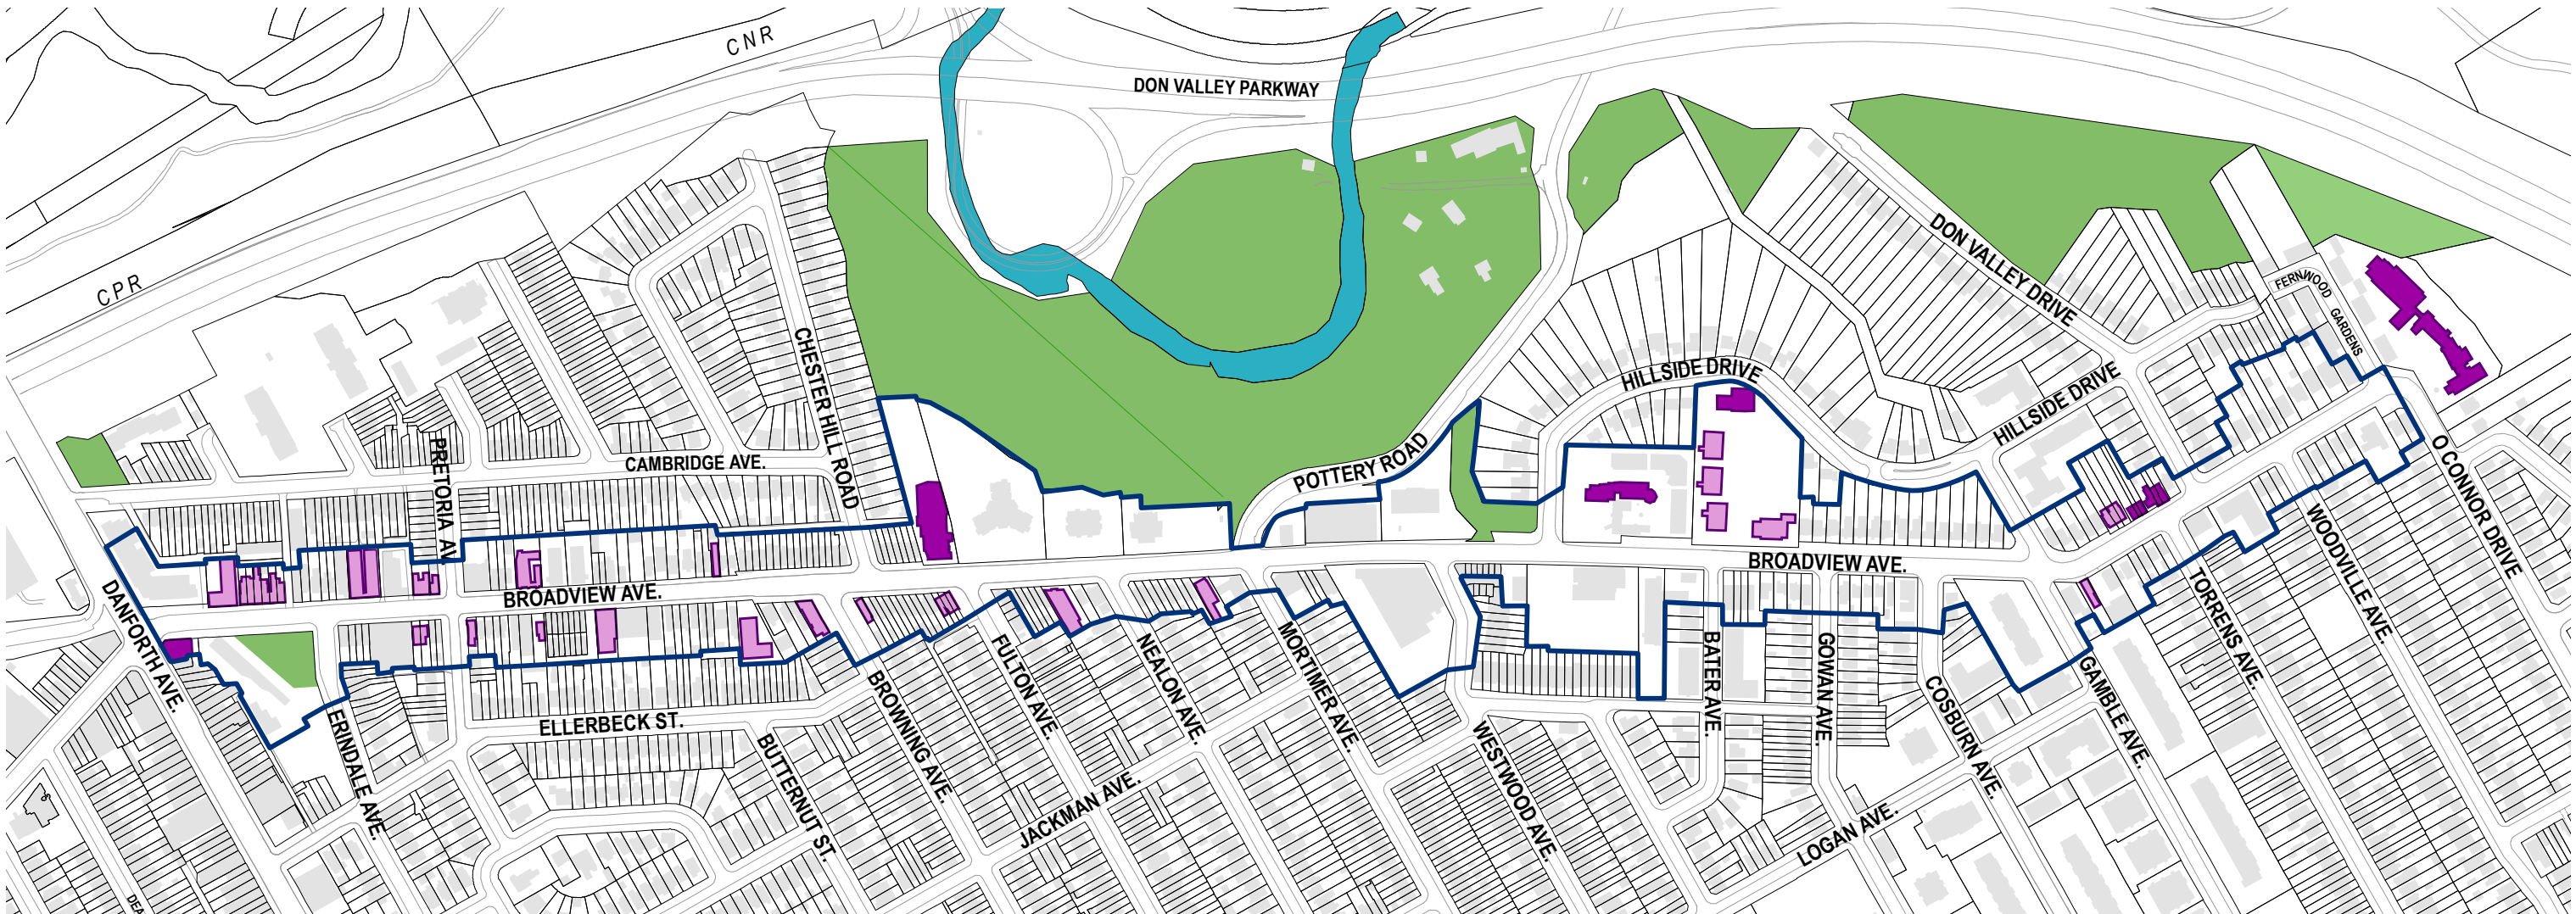 CNR
DON VALLEY PARKWAY
CPR
DON VALLEY DRIVE
FERNWOOD
GARDENS
CHESTER HILL ROAD
HILLSIDE DRIVE
HILLSIDE DRIVE
PRETORIA AV.
CAMBRIDGE AVE.
POTTERY ROAD
O CONNOR DRIVE
BROADVIEW AVE.
BROADVIEW AVE.
DANFORTH AVE.
WOODVILLE AVE.
TORRENS AVE.
FULTON AVE.
NEALON AVE.
MORTIMER AVE.
BATER AVE.
GOWAN AVE.
GAMBLE AVE.
BROWNING AVE.
COSBURN AVE.
ERINDALE AVE.
ELLERBECK ST.
BUTTERNUT ST.
WESTWOOD AVE.
JACKMAN AVE.
LOGAN AVE.